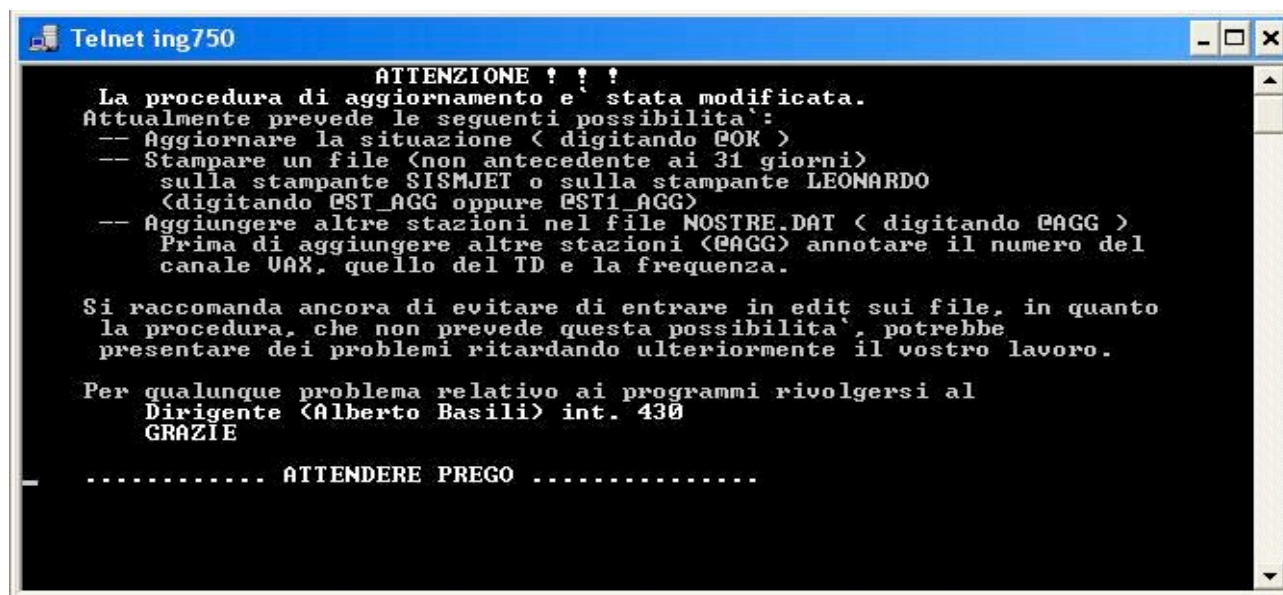 Telnet ing750
ATTENZIONE ! ! !
La procedura di aggiornamento e` stata modificata.
Attualmente prevede le seguenti possibilita`:
-- Aggiornare la situazione ( digitando @OK )
-- Stampare un file (non antecedente ai 31 giorni)
sulla stampante SISMJET o sulla stampante LEONARDO
(digitando @ST_AGG oppure @ST1_AGG)
-- Aggiungere altre stazioni nel file NOSTRE.DAT ( digitando @AGG )
Prima di aggiungere altre stazioni (@AGG) annotare il numero del
canale VAX, quello del TD e la frequenza.
Si raccomanda ancora di evitare di entrare in edit sui file, in quanto
la procedura, che non prevede questa possibilita`, potrebbe
presentare dei problemi ritardando ulteriormente il vostro lavoro.
Per qualunque problema relativo ai programmi rivolgersi al
Dirigente (Alberto Basili) int. 430
GRAZIE
............ ATTENDERE PREGO ...............